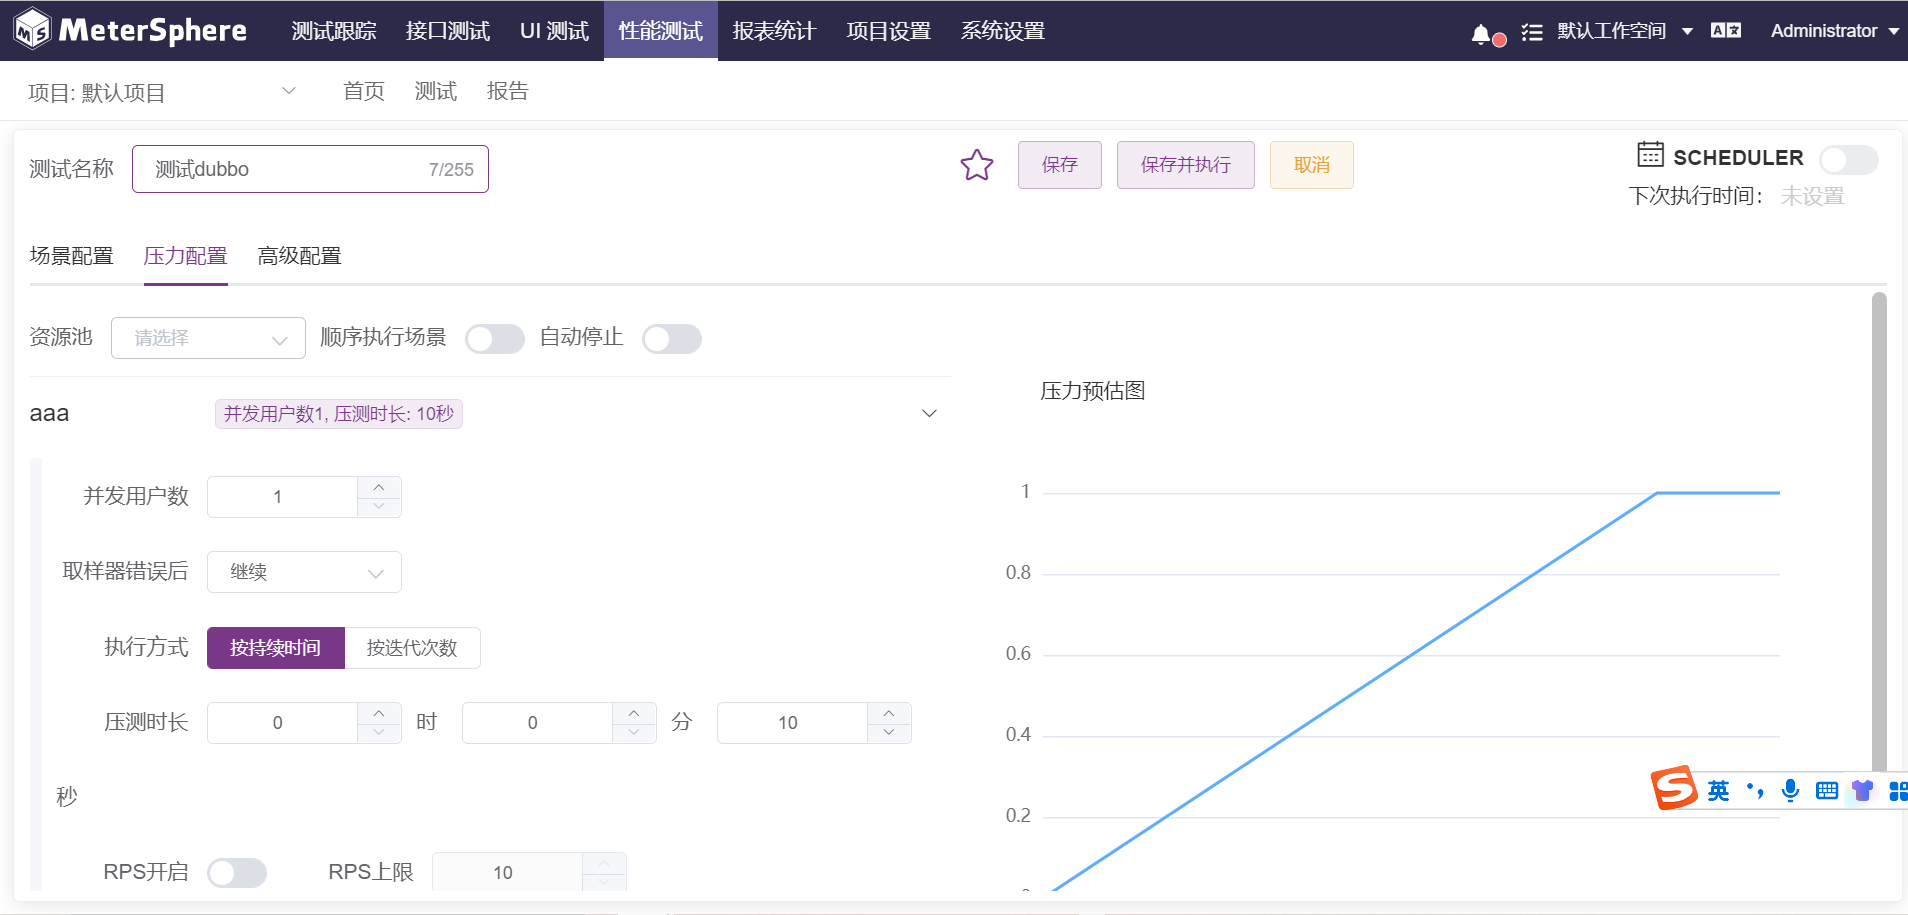 MeterSphere 测试跟踪 接口测试 UI 测试 性能测试 报表统计 项目设置 系统设置 默认工作空间 Administrator
项目: 默认项目 首页 测试 报告
测试名称 测试dubbo 7/255 保存 保存并执行 取消 SCHEDULER
下次执行时间： 未设置
场景配置 压力配置 高级配置
资源池 请选择 顺序执行场景 自动停止
压力预估图
aaa 并发用户数1, 压测时长: 10秒
并发用户数 1
取样器错误后 继续
执行方式 按持续时间 按迭代次数
压测时长 0 时 0 分 10
秒
RPS开启 RPS上限 10
1
0.8
0.6
0.4
0.2
英